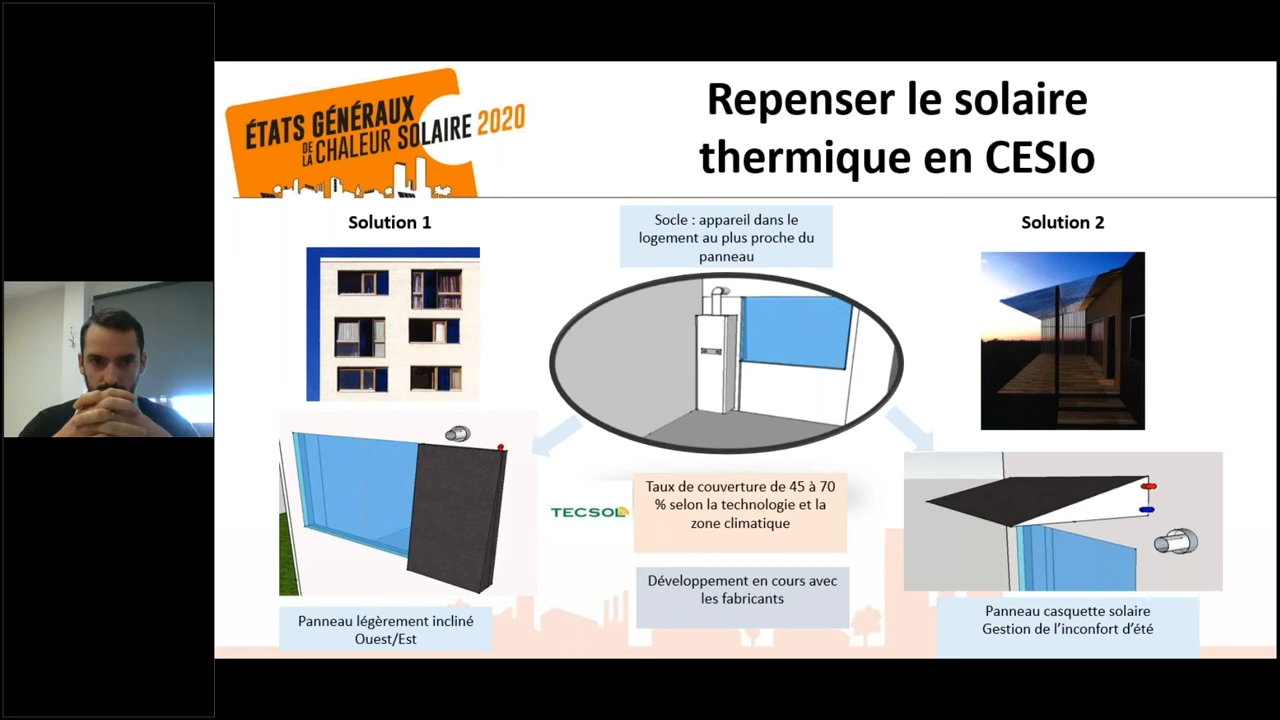 ÉTATS GÉNÉRAUX
DE LA CHALEUR SOLAIRE 2020
Repenser le solaire
thermique en CESIo
Solution 1
Socle : appareil dans le
logement au plus proche du
panneau
Solution 2
TECSOL
Taux de couverture de 45 à 70
% selon la technologie et la
zone climatique
Développement en cours avec
les fabricants
Panneau légèrement incliné
Ouest/Est
Panneau casquette solaire
Gestion de l’inconfort d’été